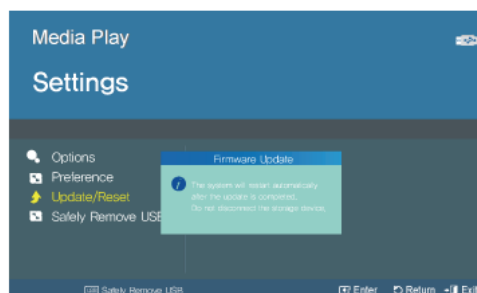 Media Play
Settings
Options
Preference
Update/Reset
Safely Remove USB
Firmware Update
The system will restart automatically
after the update is completed.
Do not disconnect the storage device.
Safely Remove USB
Enter Return Exit